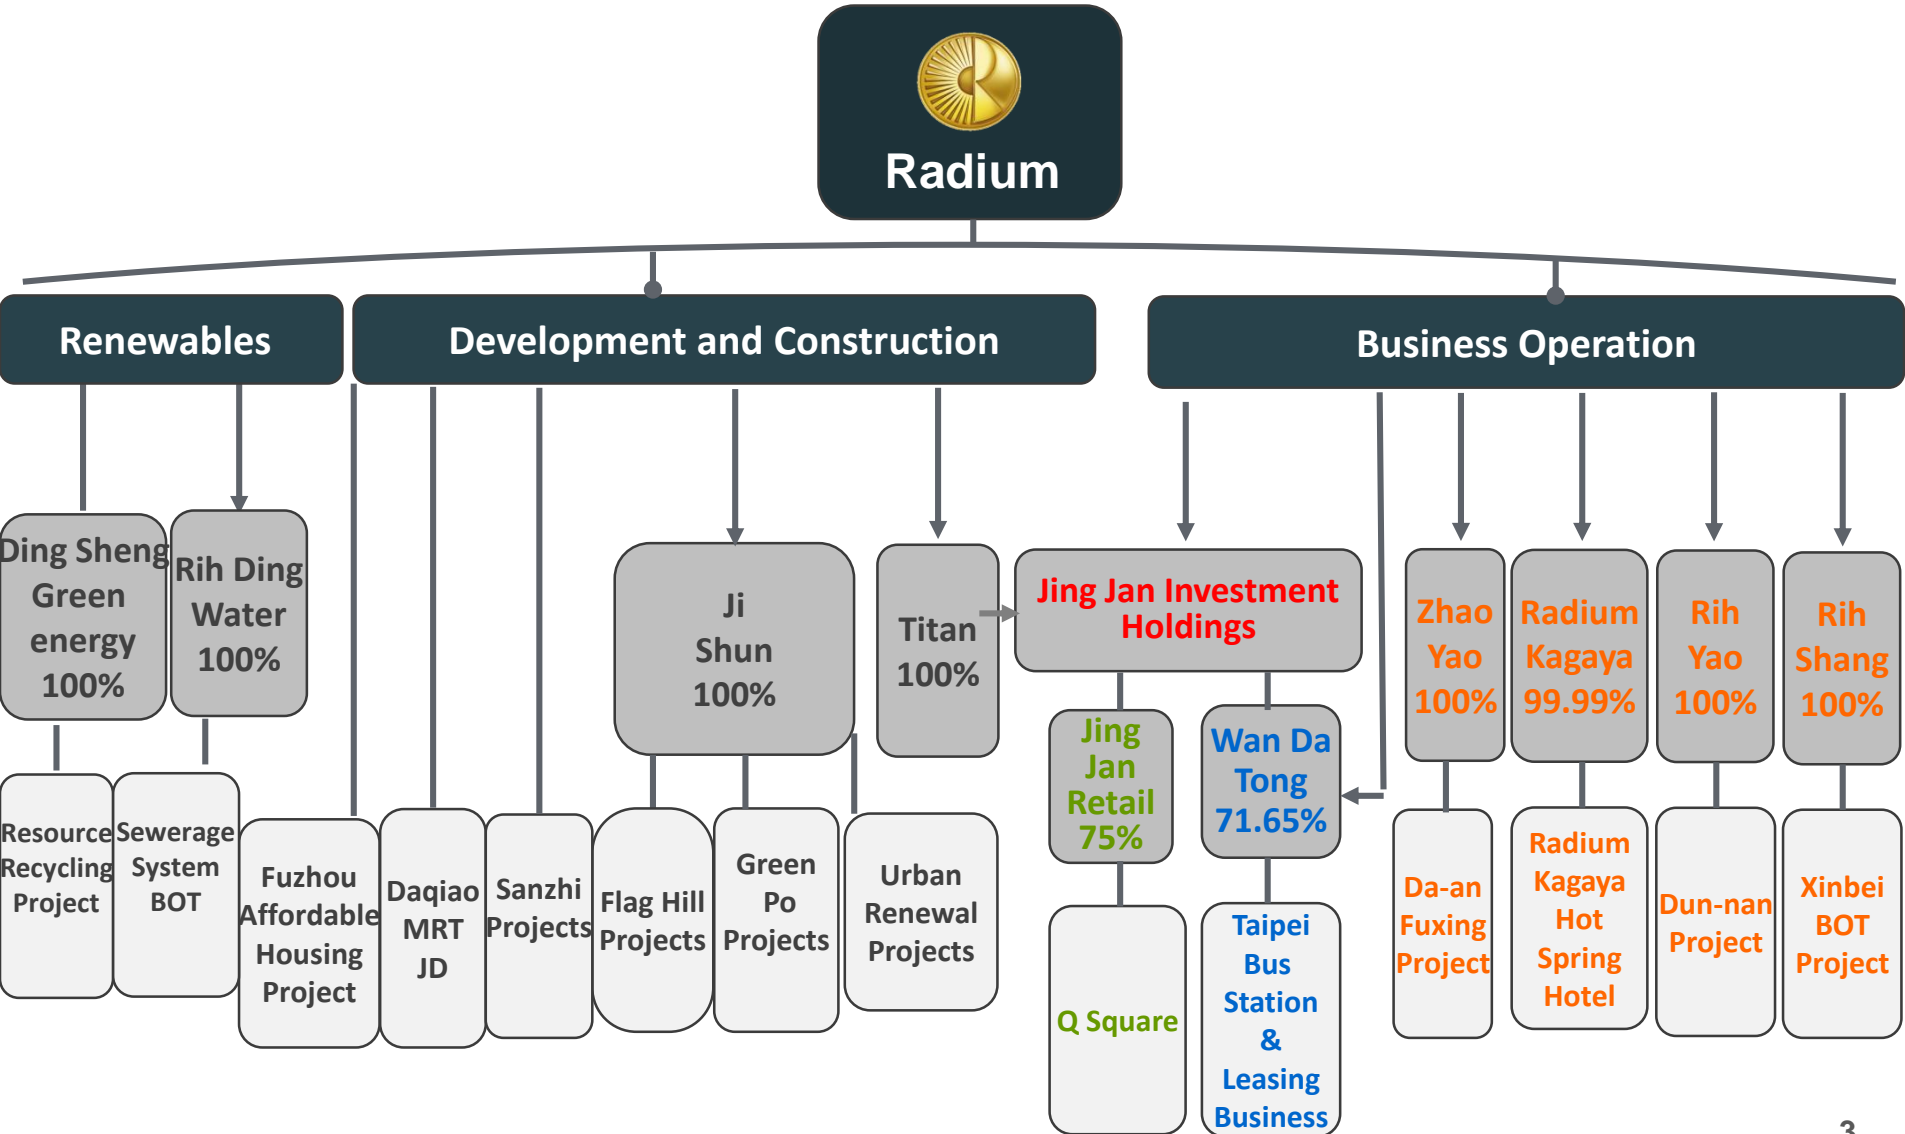 Radium
Renewables
Development and Construction
Business Operation
Ding Sheng
Green
energy
100%
Rih Ding
Water
100%
Ji
Shun
100%
Titan
100%
Jing Jan Investment
Holdings
Zhao
Yao
100%
Radium
Kagaya
99.99%
Rih
Yao
100%
Rih
Shang
100%
Jing
Jan
Retail
75%
Wan Da
Tong
71.65%
Resource
Recycling
Project
Sewerage
System
BOT
Fuzhou
Affordable
Housing
Project
Daqiao
MRT
JD
Sanzhi
Projects
Flag Hill
Projects
Green
Po
Projects
Urban
Renewal
Projects
Q Square
Taipei
Bus
Station
&
Leasing
Business
Da-an
Fuxing
Project
Radium
Kagaya
Hot
Spring
Hotel
Dun-nan
Project
Xinbei
BOT
Project
3